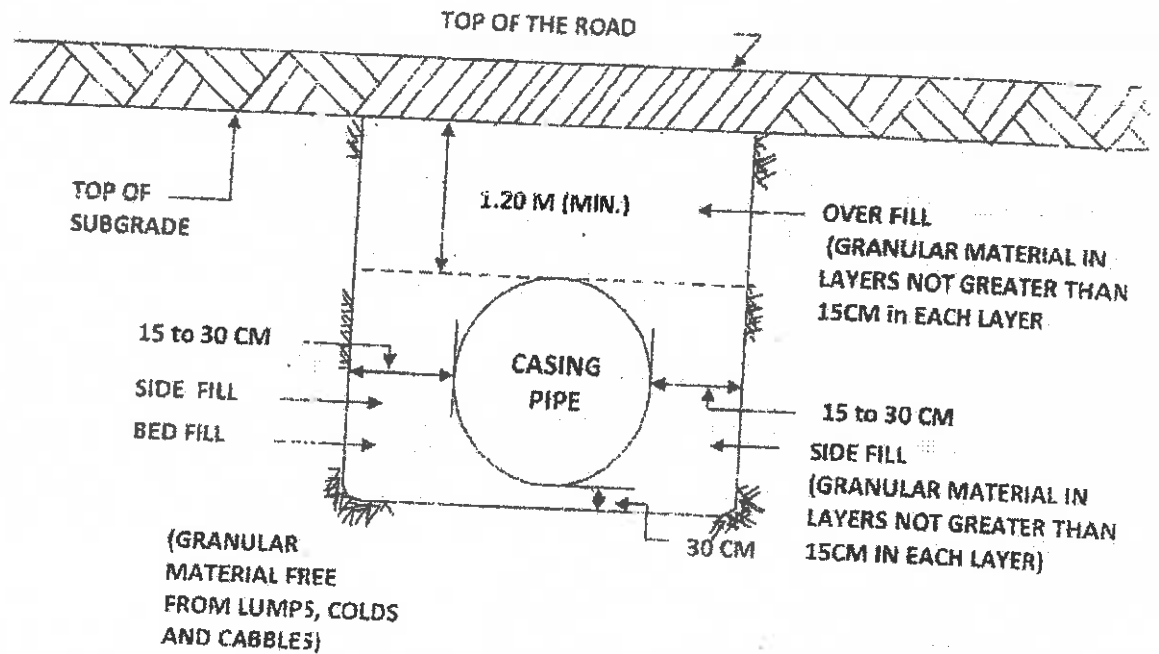 TOP OF THE ROAD
TOP OF
SUBGRADE
1.20 M (MIN.)
OVER FILL
(GRANULAR MATERIAL IN
LAYERS NOT GREATER THAN
15CM in EACH LAYER
15 to 30 CM
SIDE FILL
BED FILL
CASING
PIPE
15 to 30 CM
SIDE FILL
(GRANULAR MATERIAL IN
LAYERS NOT GREATER THAN
15CM IN EACH LAYER)
30 CM
(GRANULAR
MATERIAL FREE
FROM LUMPS, COLDS
AND CABBLES)